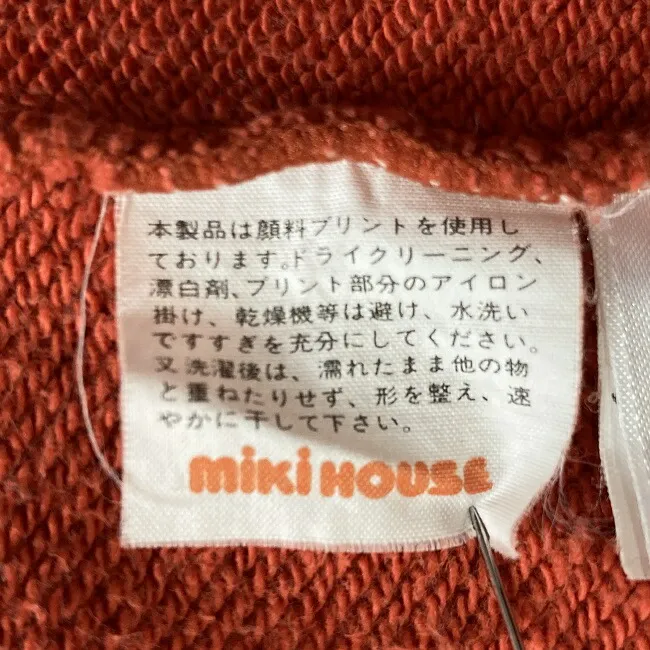 本製品は顔料プリントを使用し
ております。ドライクリーニング、
漂白剤、プリント部分のアイロン
掛け、乾燥機等は避け、水洗い
ですすぎを充分にしてください。
又洗濯後は、濡れたまま他の物
と重ねたりせず、形を整え、速
やかに干して下さい。
mikiHOUSE